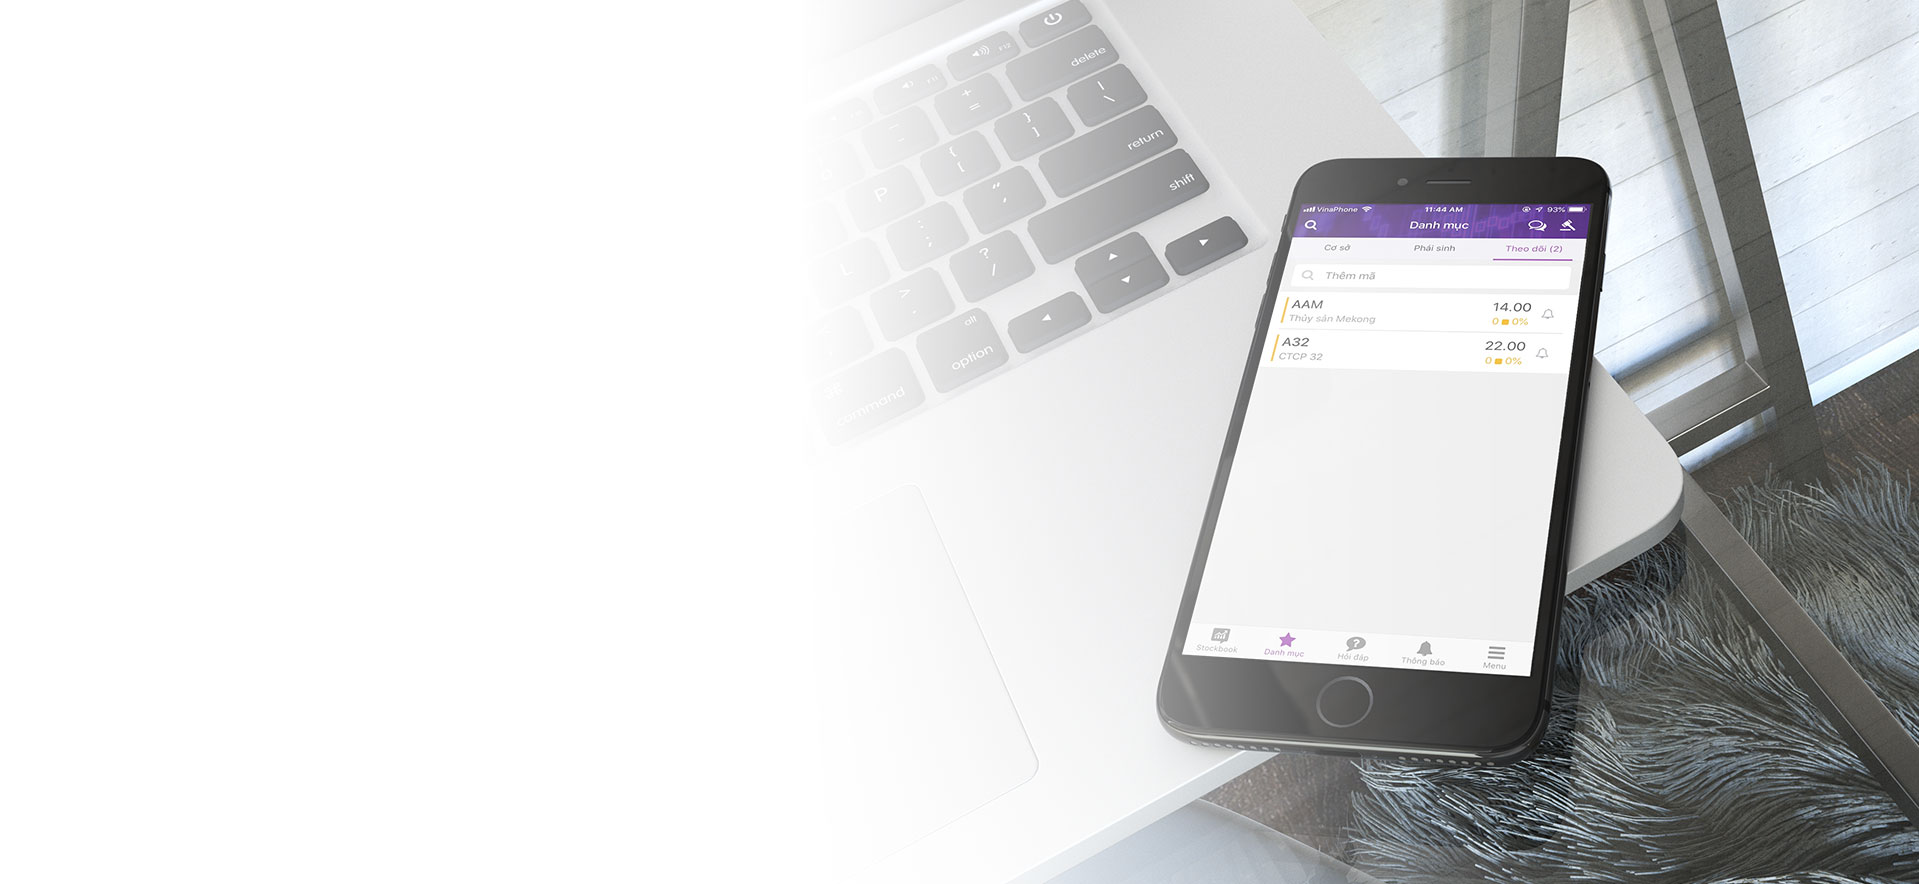 F12
delete
F11
+
=
|
\
}
]
return
{
[
P
shift
"
'
:
;
?
/
L
>
.
alt
option
⌘
command
VinaPhone 11:44 AM 93%
Danh mục
Cơ sở Phái sinh Theo dõi (2)
Thêm mã
AAM 14.00
Thủy sản Mekong 0 0%
A32 22.00
CTCP 32 0 0%
Stockbook Danh mục Hỏi đáp Thông báo Menu